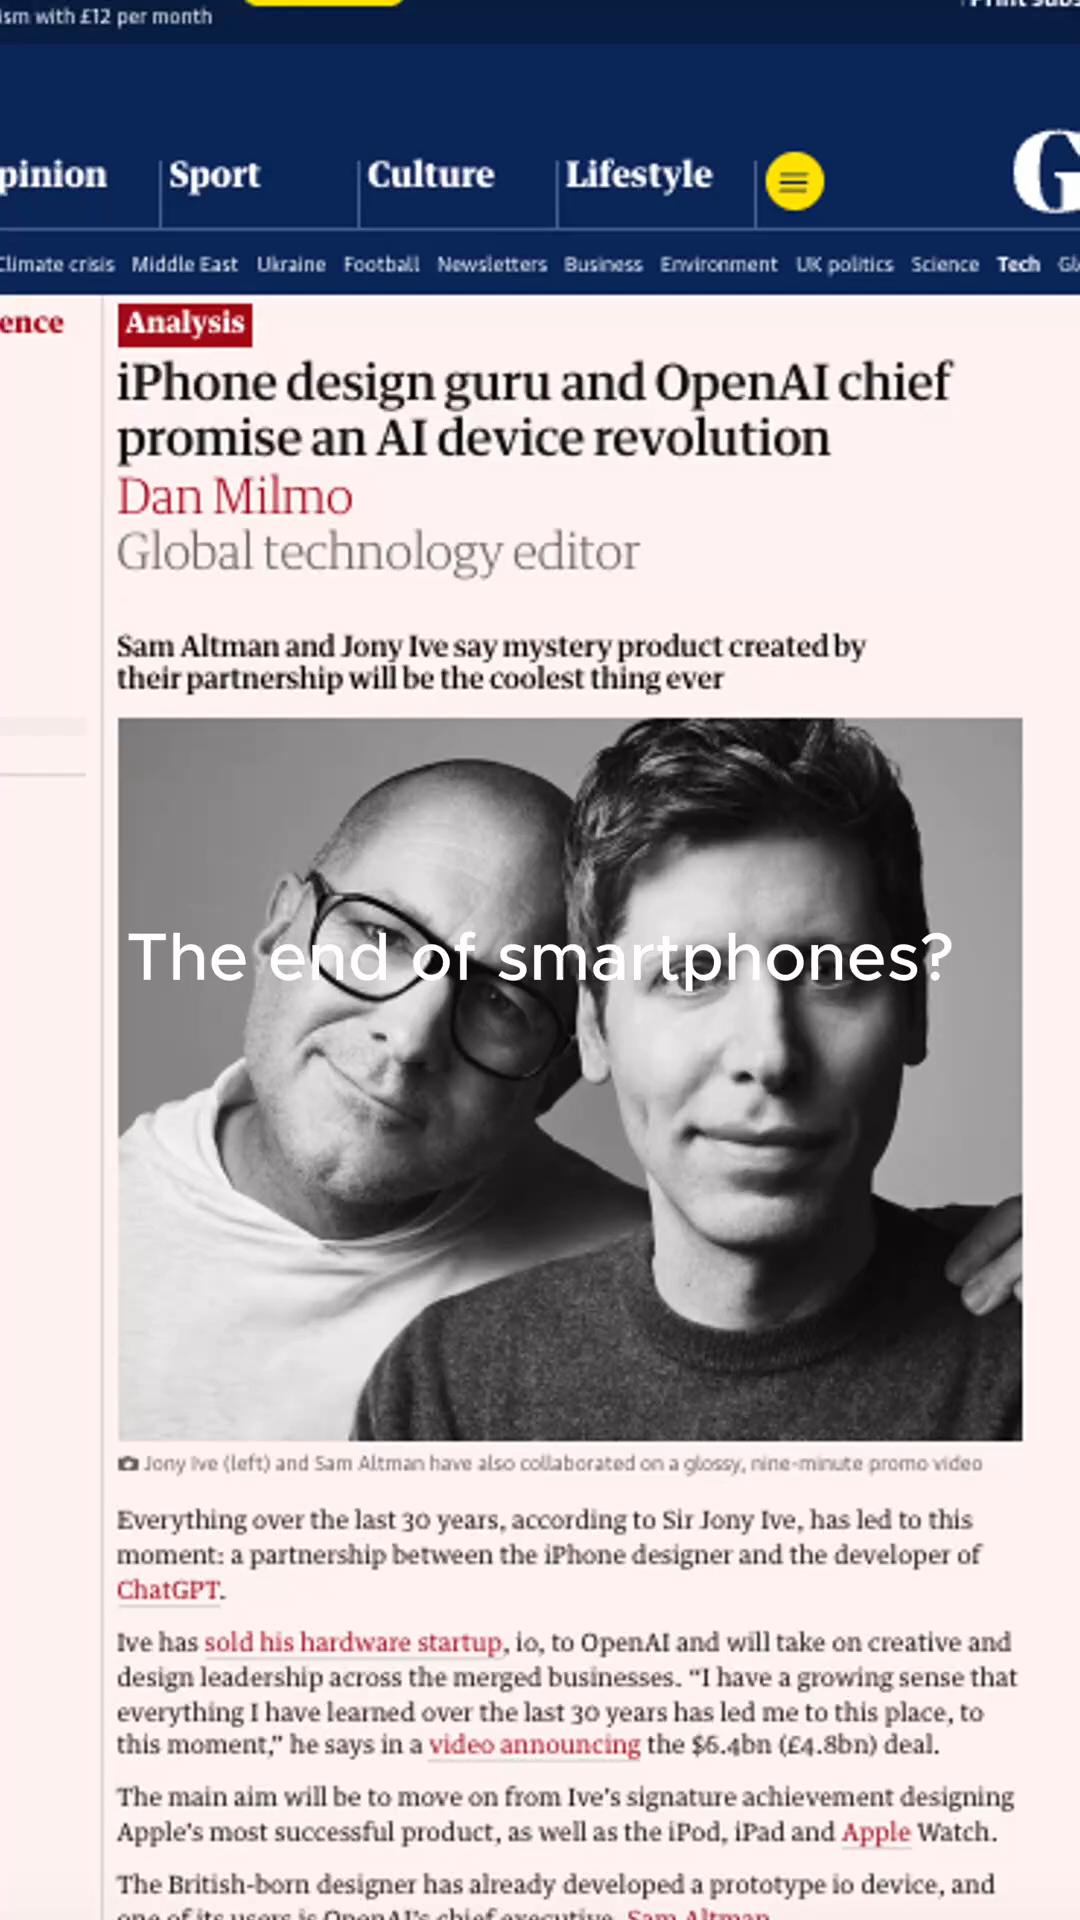 ism with £12 per month
Sport
Culture
Lifestyle
Climate crisis Middle East Ukraine Football Newsletters Business Environment UK politics Science Tech
Analysis
iPhone design guru and OpenAI chief
promise an AI device revolution
Dan Milmo
Global technology editor
Sam Altman and Jony Ive say mystery product created by
their partnership will be the coolest thing ever
The end of smartphones?
Jony Ive (left) and Sam Altman have also collaborated on a glossy, nine-minute promo video
Everything over the last 30 years, according to Sir Jony Ive, has led to this
moment: a partnership between the iPhone designer and the developer of
ChatGPT.
Ive has sold his hardware startup, io, to OpenAI and will take on creative and
design leadership across the merged businesses. “I have a growing sense that
everything I have learned over the last 30 years has led me to this place, to
this moment,” he says in a video announcing the $6.4bn (£4.8bn) deal.
The main aim will be to move on from Ive’s signature achievement designing
Apple’s most successful product, as well as the iPod, iPad and Apple Watch.
The British-born designer has already developed a prototype io device, and
one of its users is OpenAI’s chief executive, Sam Altman.